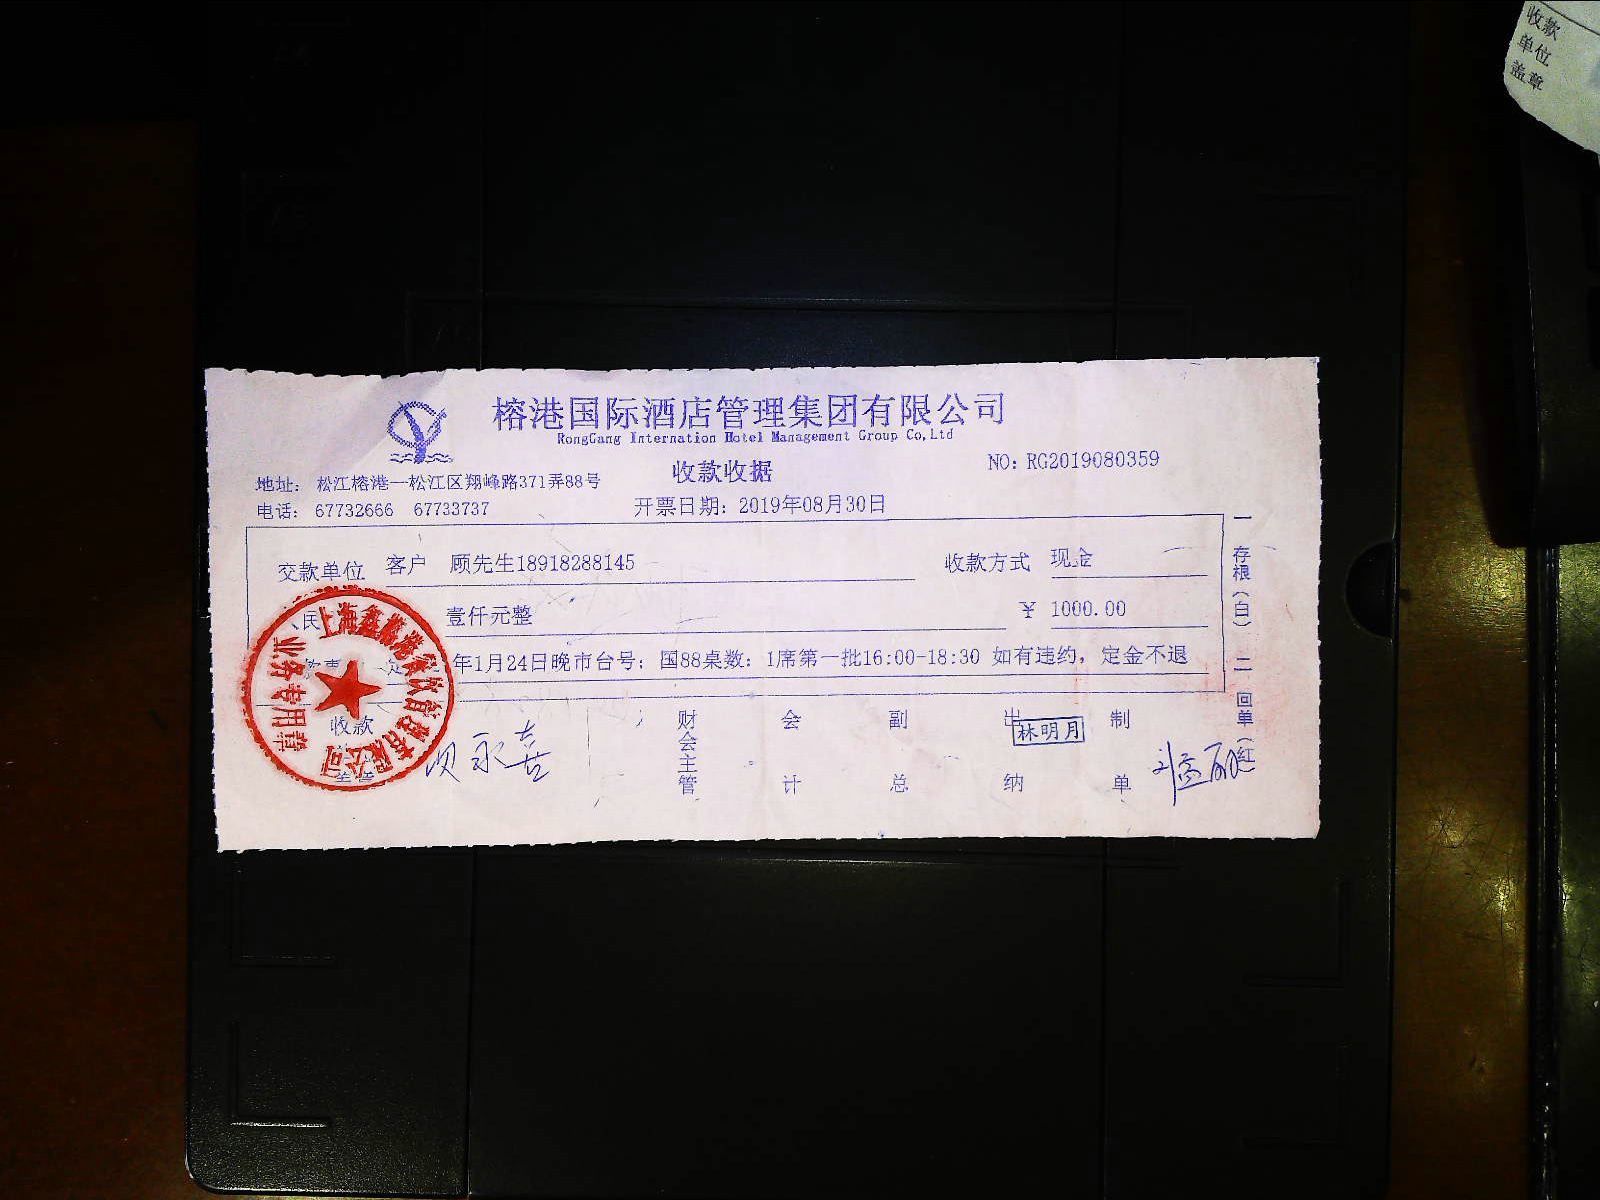 收款
单位
盖章
榕港国际酒店管理集团有限公司
RongGang Internation Hotel Management Group Co,Ltd
收款收据
NO: RG2019080359
地址: 松江榕港—松江区翔峰路371弄88号
电话: 67732666 67733737
开票日期: 2019年08月30日
交款单位 客户 顾先生18918288145 收款方式 现金
民 壹仟元整 ¥ 1000.00
年1月24日晚市台号: 国88桌数: 1席第一批16:00-18:30 如有违约, 定金不退
收款
永喜
财会主管
会计
副总
出纳
林明月
制单
一 存根(白) 二 回单(红
上海鑫榕港餐饮管理有限公司
业务专用章